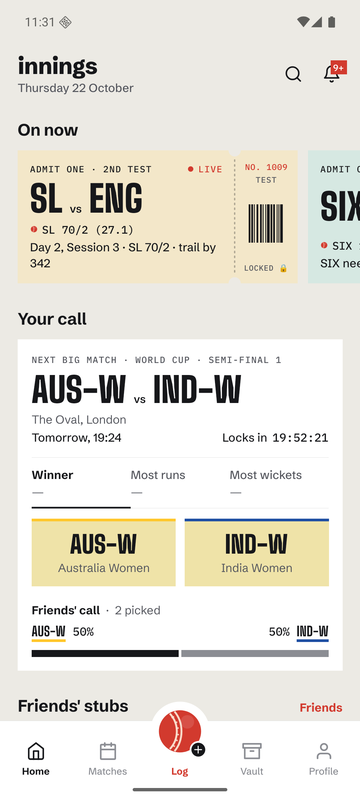 11:31
innings
Thursday 22 October
9+
On now
ADMIT ONE · 2ND TEST
LIVE
SL vs ENG
SL 70/2 (27.1)
Day 2, Session 3 · SL 70/2 · trail by
342
NO. 1009
TEST
LOCKED 🔒
ADMIT O
SIX
SIX
SIX nee
Your call
NEXT BIG MATCH · WORLD CUP · SEMI-FINAL 1
AUS-W vs IND-W
The Oval, London
Tomorrow, 19:24
Locks in 19:52:21
Winner
Most runs
Most wickets
—
—
—
AUS-W
Australia Women
IND-W
India Women
Friends' call · 2 picked
AUS-W 50%
50% IND-W
Friends' stubs
Friends
Home
Matches
Log
Vault
Profile